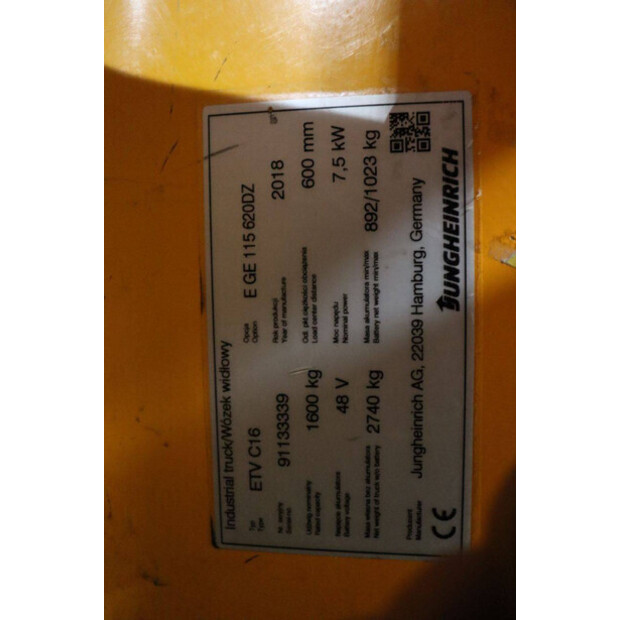 Industrial truck/Wózek widłowy
Typ
Type
ETV C16
Opcja
Option
E GE 115 620DZ
Nr. seryjny
Serial-no.
91133339
Rok produkcji
Year of manufacture
2018
Udźwig nominalny
Rated capacity
1600 kg
Odl. pkt. ciężkości obciążenia
Load center distance
600 mm
Napięcie akumulatora
Battery voltage
48 V
Moc napędu
Nominal power
7,5 kW
Masa własna bez akumulatora
Net weight of truck w/o battery
2740 kg
Masa akumulatora min/max
Battery net weight min/max
892/1023 kg
Producent
Manufacturer
Jungheinrich AG, 22039 Hamburg, Germany
CE
JUNGHEINRICH